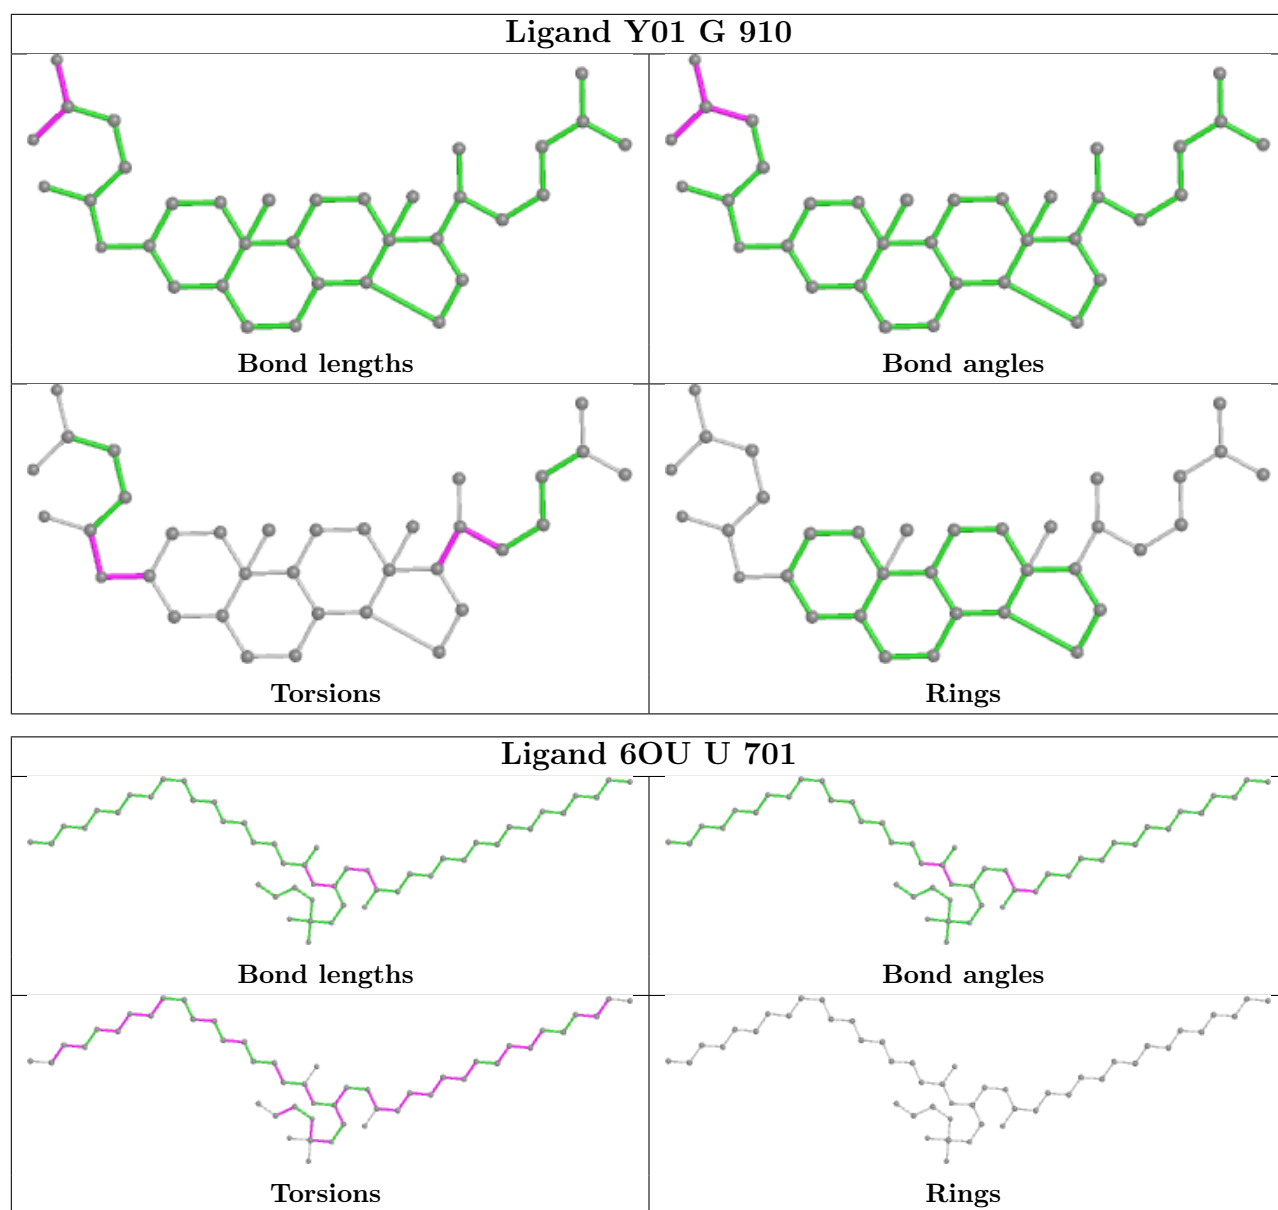 Ligand Y01 G 910
Bond lengths
Bond angles
Torsions
Rings
Ligand 6OU U 701
Bond lengths
Bond angles
Torsions
Rings